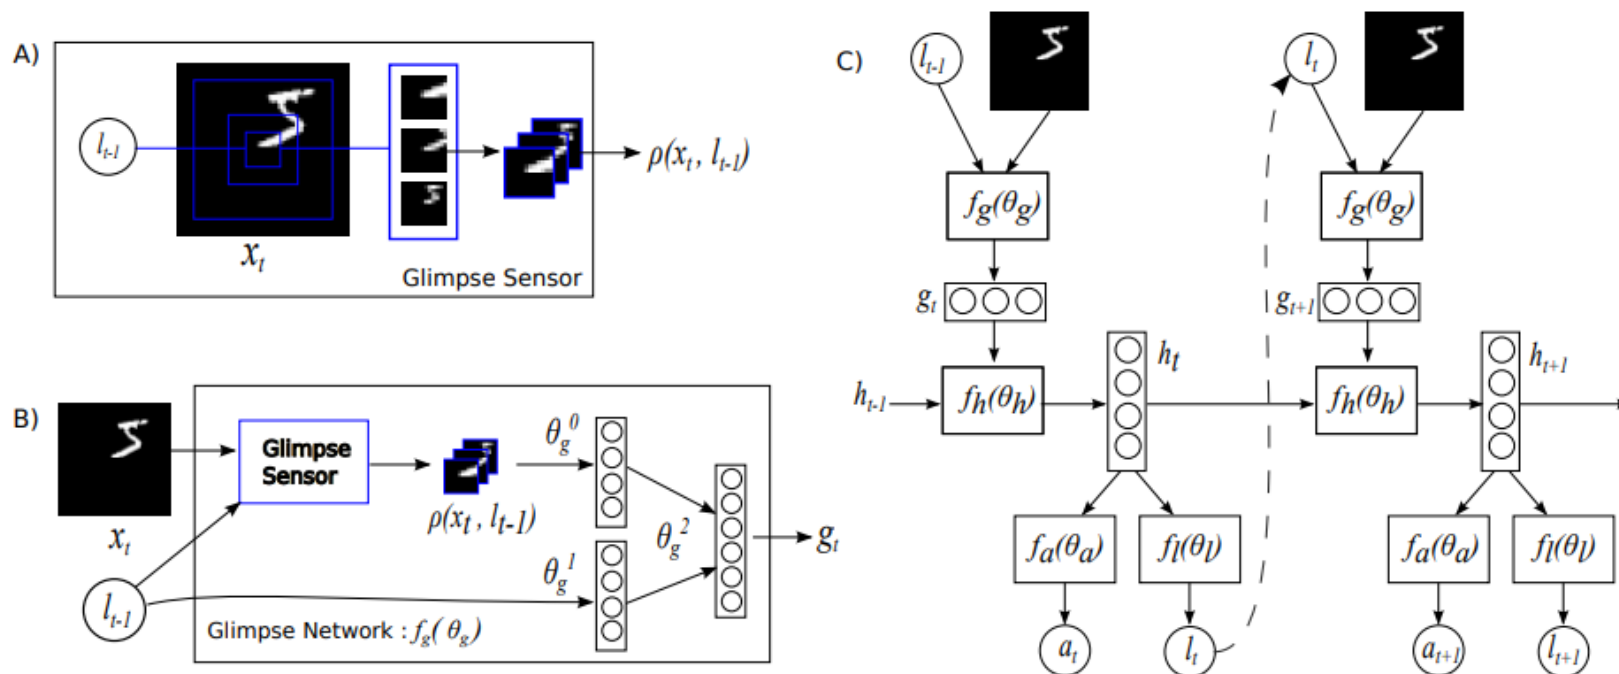 A)
l_{t-1}
x_t
ρ(x_t, l_{t-1})
Glimpse Sensor
B)
x_t
l_{t-1}
Glimpse
Sensor
ρ(x_t, l_{t-1})
θ_g^0
θ_g^1
θ_g^2
g_t
Glimpse Network : f_g(θ_g)
C)
l_{t-1}
f_g(θ_g)
g_t
h_{t-1}
f_h(θ_h)
h_t
f_a(θ_a)
f_l(θ_l)
a_t
l_t
l_t
f_g(θ_g)
g_{t+1}
f_h(θ_h)
h_{t+1}
f_a(θ_a)
f_l(θ_l)
a_{t+1}
l_{t+1}